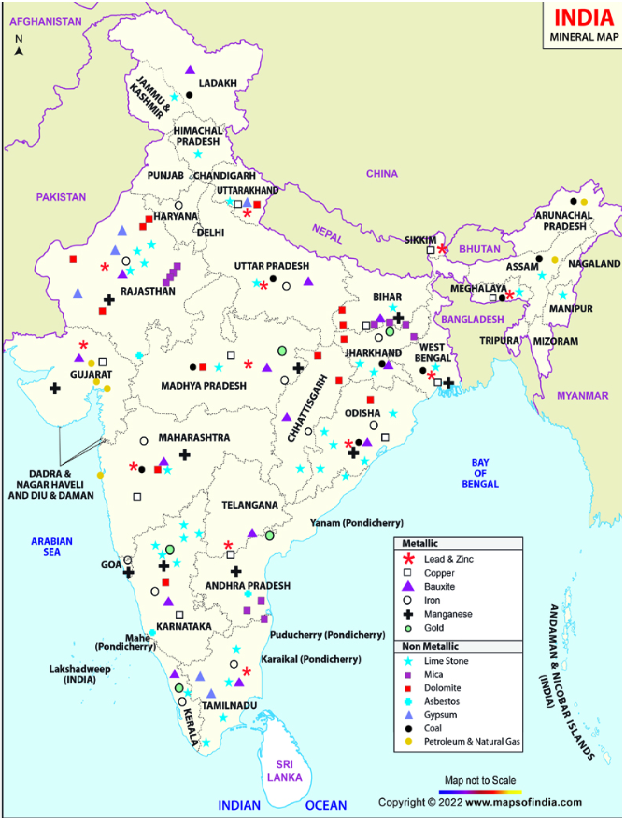 INDIA
MINERAL MAP
AFGHANISTAN
N
LADAKH
JAMMU &
KASHMIR
HIMACHAL
PRADESH
PUNJAB
CHANDIGARH
UTTARAKHAND
CHINA
PAKISTAN
HARYANA
DELHI
NEPAL
SIKKIM
BHUTAN
ARUNACHAL
PRADESH
RAJASTHAN
UTTAR PRADESH
ASSAM
NAGALAND
MEGHALAYA
BIHAR
MANIPUR
BANGLADESH
GUJARAT
MADHYA PRADESH
JHARKHAND
WEST
BENGAL
TRIPURA
MIZORAM
MYANMAR
CHHATTISGARH
ODISHA
MAHARASHTRA
DADRA &
NAGAR HAVELI
AND DIU & DAMAN
BAY
OF
BENGAL
TELANGANA
Yanam (Pondicherry)
ARABIAN
SEA
GOA
ANDHRA PRADESH
KARNATAKA
Mahe
(Pondicherry)
Puducherry (Pondicherry)
Karaikal (Pondicherry)
Lakshadweep
(INDIA)
KERALA
TAMILNADU
SRI
LANKA
INDIAN OCEAN
ANDAMAN & NICOBAR ISLANDS
(INDIA)
Metallic
Lead & Zinc
Copper
Bauxite
Iron
Manganese
Gold
Non Metallic
Lime Stone
Mica
Dolomite
Asbestos
Gypsum
Coal
Petroleum & Natural Gas
Map not to Scale
Copyright © 2022 www.mapsofindia.com